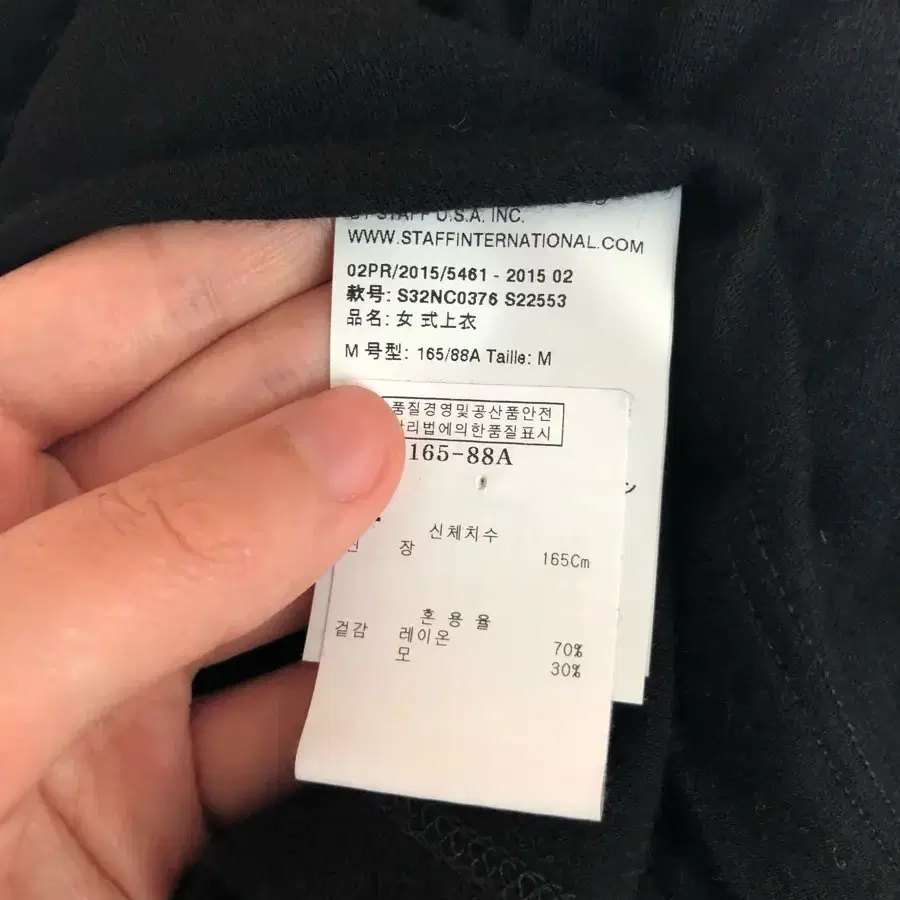 STAFF U.S.A. INC.
WWW.STAFFINTERNATIONAL.COM
02PR/2015/5461 - 2015 02
款号: S32NC0376 S22553
品名: 女 式上衣
M 号型: 165/88A Taille: M
품질경영및공산품안전
관리법에의한품질표시
165-88A
신체치수
장 165Cm
혼 용 율
겉감 레이온 70%
모 30%